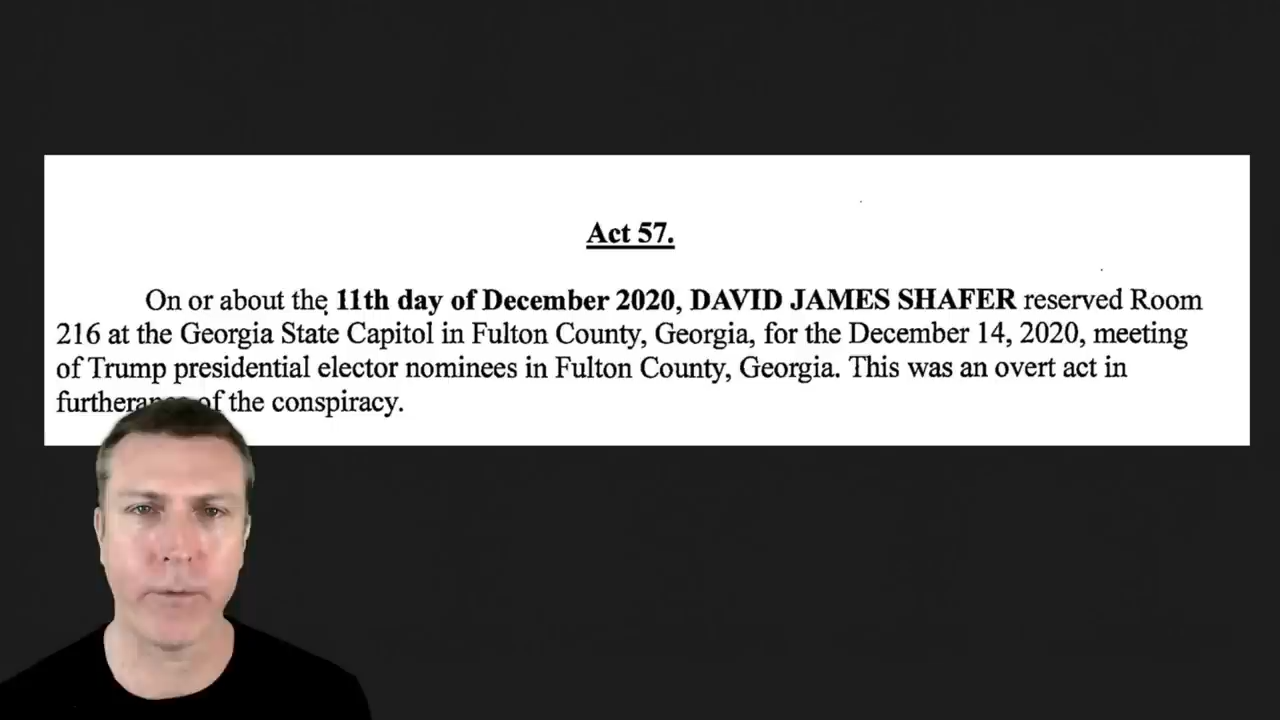 Act 57.
On or about the 11th day of December 2020, DAVID JAMES SHAFER reserved Room
216 at the Georgia State Capitol in Fulton County, Georgia, for the December 14, 2020, meeting
of Trump presidential elector nominees in Fulton County, Georgia. This was an overt act in
of the conspiracy.